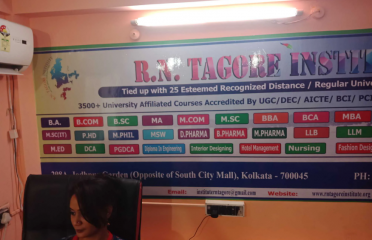 R.N. TAGORE INSTIT
Tied up with 25 Esteemed Recognized Distance / Regular Univer
3500+ University Affiliated Courses Accredited By UGC/DEC/ AICTE/ BCI/ PCI
B.A. B.COM B.SC MA M.COM M.SC BBA BCA MBA
M.SC(IT) P.HD M.PHIL MSW D.PHARMA B.PHARMA M.PHARMA LLB LLM
M.ED DCA PGDCA Diploma In Engineering Interior Designing Hotel Management Nursing Fashion Desig
Garden (Opposite of South City Mall), Kolkata - 700045 PH:
Email: Website: